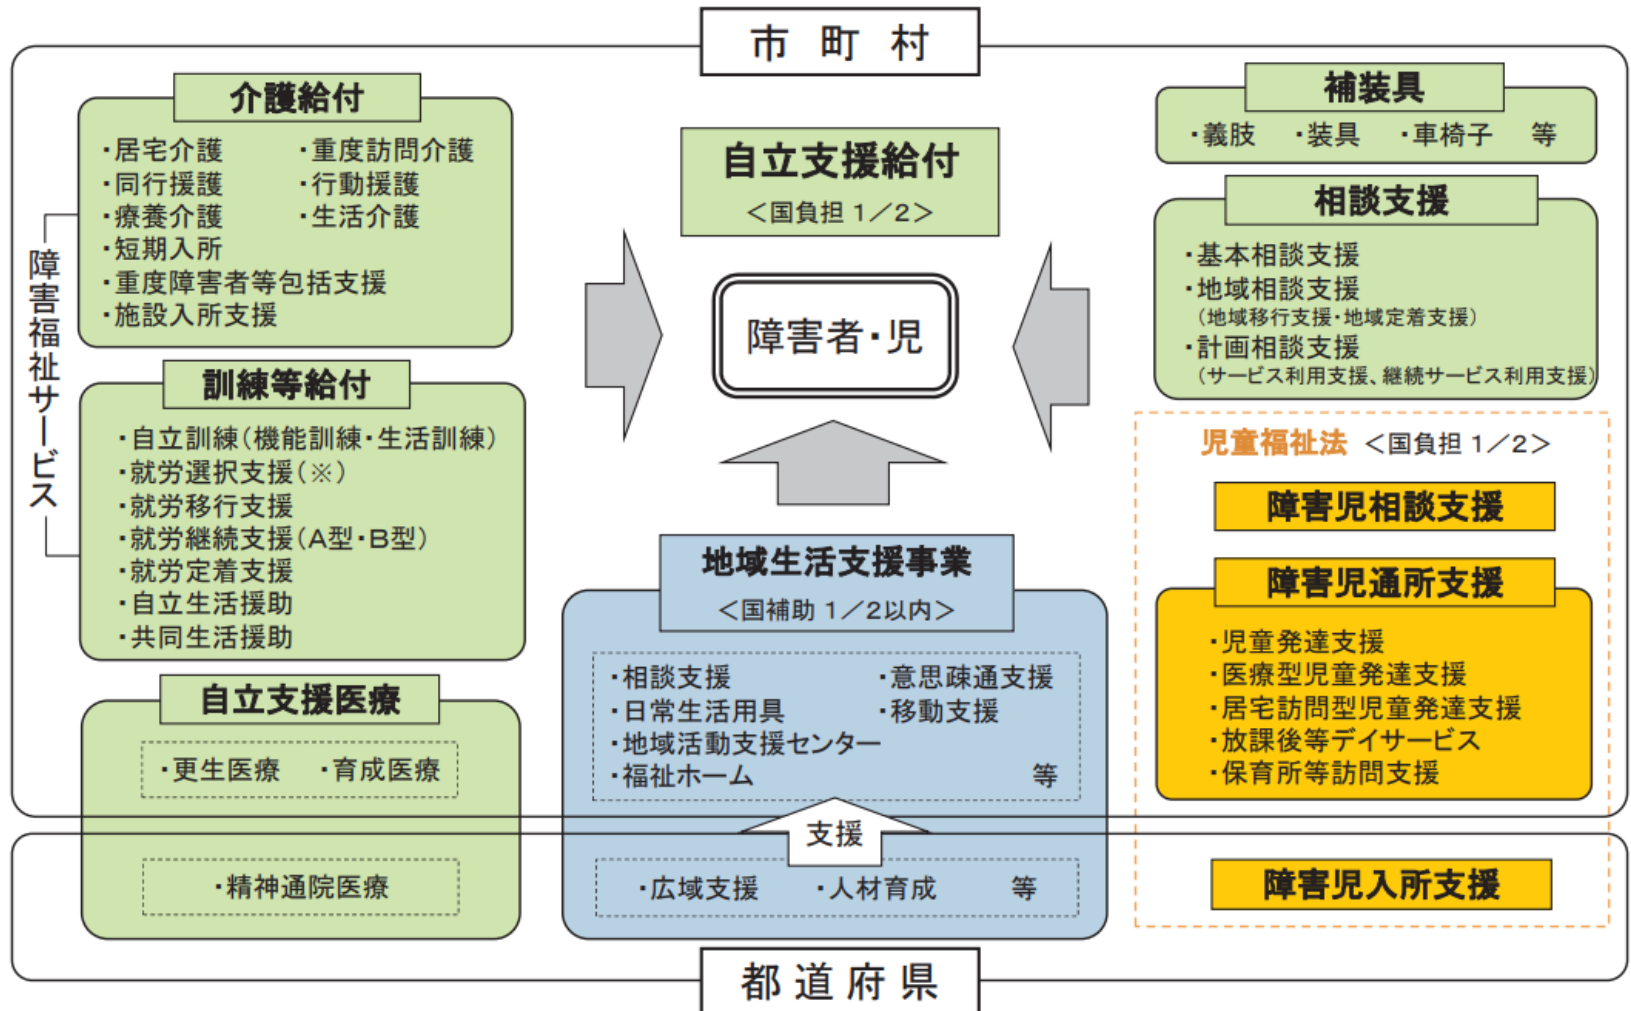 市町村
介護給付
・居宅介護 ・重度訪問介護
・同行援護 ・行動援護
・療養介護 ・生活介護
・短期入所
・重度障害者等包括支援
・施設入所支援
障害福祉サービス
訓練等給付
・自立訓練（機能訓練・生活訓練）
・就労選択支援（※）
・就労移行支援
・就労継続支援（A型・B型）
・就労定着支援
・自立生活援助
・共同生活援助
自立支援医療
・更生医療 ・育成医療
・精神通院医療
自立支援給付
＜国負担 1／2＞
障害者・児
地域生活支援事業
＜国補助 1／2以内＞
・相談支援 ・意思疎通支援
・日常生活用具 ・移動支援
・地域活動支援センター
・福祉ホーム 等
支援
・広域支援 ・人材育成 等
補装具
・義肢 ・装具 ・車椅子 等
相談支援
・基本相談支援
・地域相談支援
（地域移行支援・地域定着支援）
・計画相談支援
（サービス利用支援、継続サービス利用支援）
児童福祉法 ＜国負担 1／2＞
障害児相談支援
障害児通所支援
・児童発達支援
・医療型児童発達支援
・居宅訪問型児童発達支援
・放課後等デイサービス
・保育所等訪問支援
障害児入所支援
都道府県